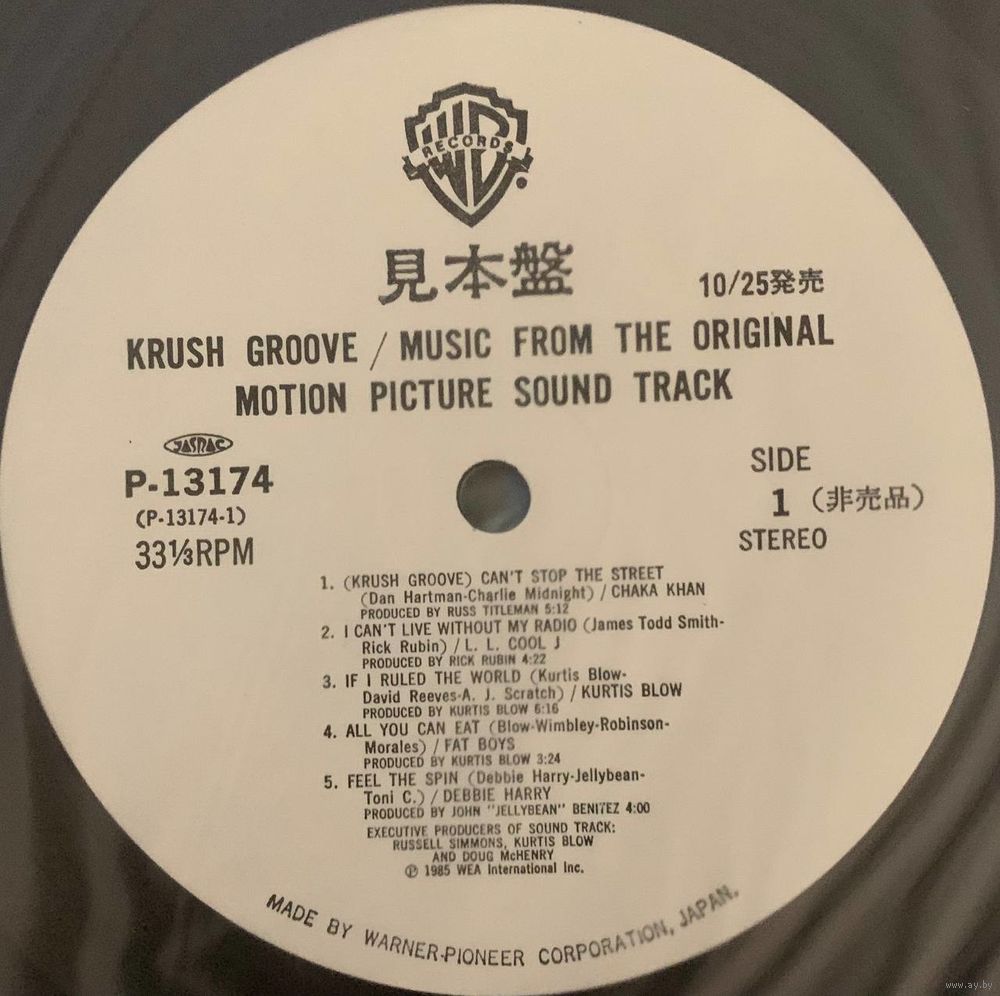 WB
RECORDS
見本盤
10/25発売
KRUSH GROOVE / MUSIC FROM THE ORIGINAL
MOTION PICTURE SOUND TRACK
JASRAC
P-13174
(P-13174-1)
33⅓RPM
SIDE
1 (非売品)
STEREO
1. (KRUSH GROOVE) CAN'T STOP THE STREET
(Dan Hartman-Charlie Midnight) / CHAKA KHAN
PRODUCED BY RUSS TITLEMAN 5:12
2. I CAN'T LIVE WITHOUT MY RADIO (James Todd Smith-
Rick Rubin) / L. L. COOL J
PRODUCED BY RICK RUBIN 4:22
3. IF I RULED THE WORLD (Kurtis Blow-
David Reeves-A. J. Scratch) / KURTIS BLOW
PRODUCED BY KURTIS BLOW 6:16
4. ALL YOU CAN EAT (Blow-Wimbley-Robinson-
Morales) / FAT BOYS
PRODUCED BY KURTIS BLOW 3:24
5. FEEL THE SPIN (Debbie Harry-Jellybean-
Toni C.) / DEBBIE HARRY
PRODUCED BY JOHN "JELLYBEAN" BENITEZ 4:00
EXECUTIVE PRODUCERS OF SOUND TRACK:
RUSSELL SIMMONS, KURTIS BLOW
AND DOUG McHENRY
℗ 1985 WEA International Inc.
MADE BY WARNER-PIONEER CORPORATION, JAPAN.
www.ay.by